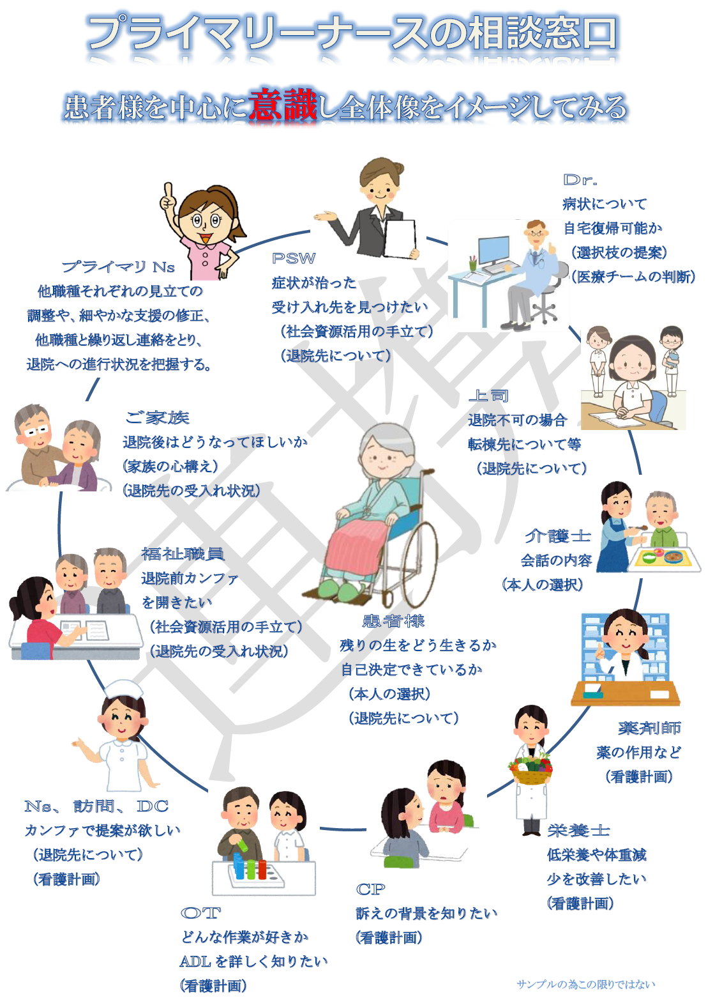 プライマリーナースの相談窓口
患者様を中心に意識し全体像をイメージしてみる
プライマリ Ns
他職種それぞれの見立ての
調整や、細やかな支援の修正、
他職種と繰り返し連絡をとり、
退院への進行状況を把握する。
PSW
症状が治った
受け入れ先を見つけたい
（社会資源活用の手立て）
（退院先について）
Dr.
病状について
自宅復帰可能か
（選択枝の提案）
（医療チームの判断）
上司
退院不可の場合
転棟先について等
（退院先について）
ご家族
退院後はどうなってほしいか
(家族の心構え）
(退院先の受入れ状況）
介護士
会話の内容
（本人の選択）
福祉職員
退院前カンファ
を開きたい
（社会資源活用の手立て）
（退院先の受入れ状況）
患者様
残りの生をどう生きるか
自己決定できているか
（本人の選択）
（退院先について）
薬剤師
薬の作用など
（看護計画）
Ns、訪問、DC
カンファで提案が欲しい
（退院先について）
（看護計画）
栄養士
低栄養や体重減
少を改善したい
(看護計画）
CP
訴えの背景を知りたい
(看護計画）
OT
どんな作業が好きか
ADL を詳しく知りたい
(看護計画）
サンプルの為この限りではない